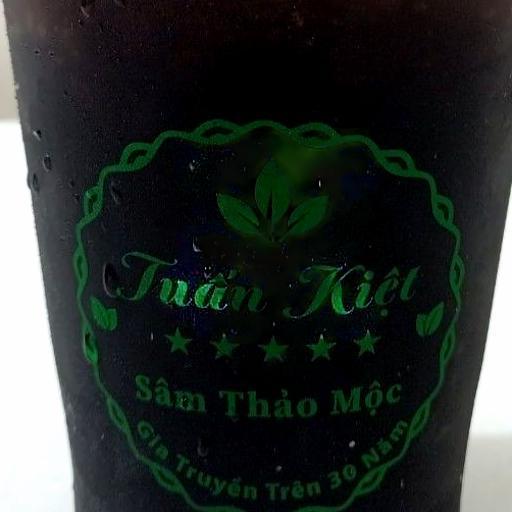 Tuấn Kiệt
Sâm Thảo Mộc
Gia Truyền Trên 30 Năm